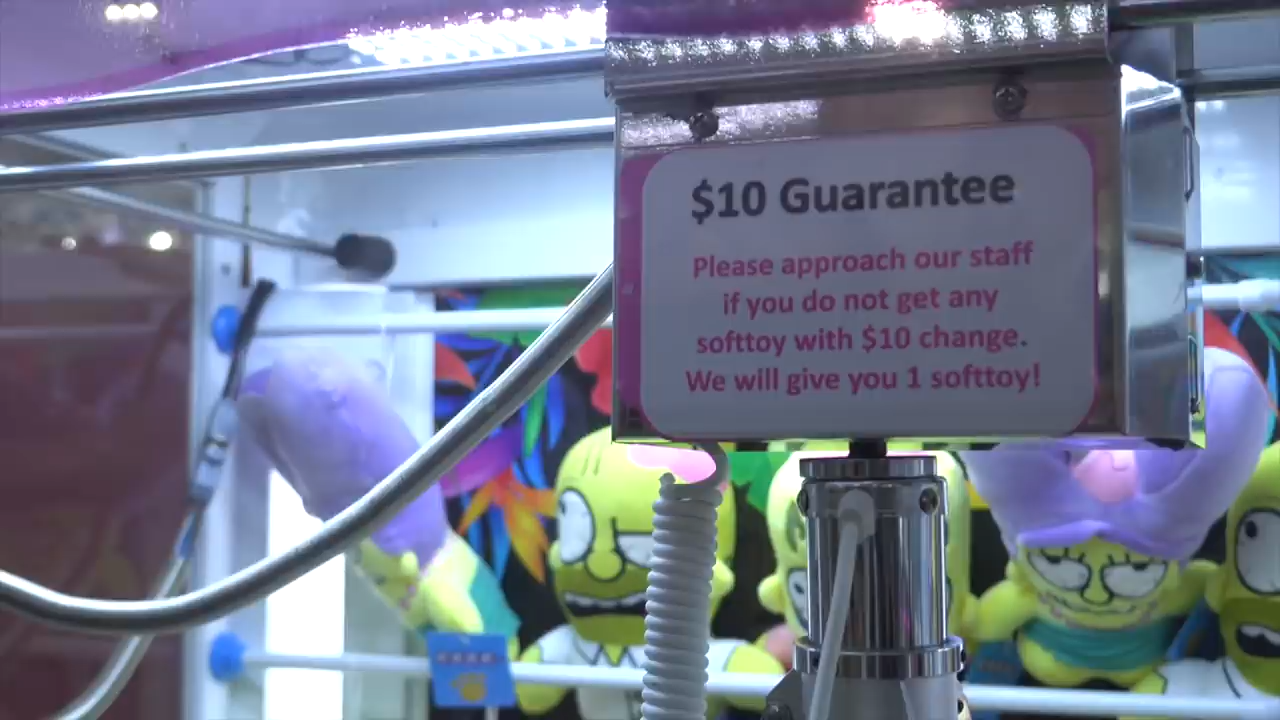 $10 Guarantee
Please approach our staff
if you do not get any
softtoy with $10 change.
We will give you 1 softtoy!